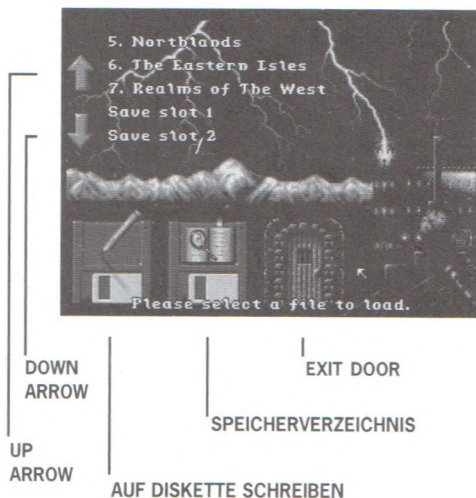 5. Northlands
6. The Eastern Isles
7. Realms of The West
Save slot 1
Save slot 2
Please select a file to load.
DOWN
ARROW
EXIT DOOR
SPEICHERVERZEICHNIS
UP
ARROW
AUF DISKETTE SCHREIBEN